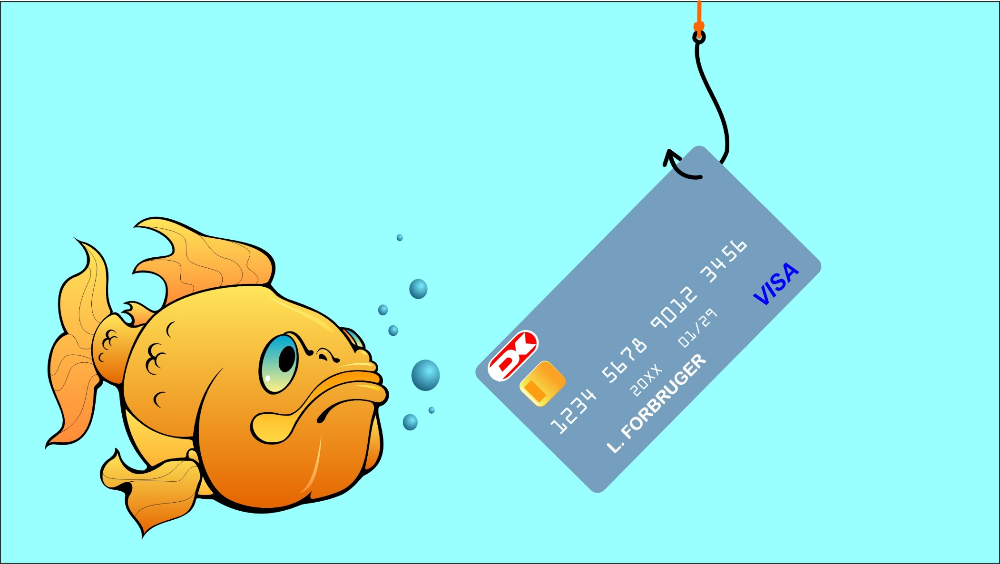 DK
1234 5678 9012 3456
20XX 01/29
L. FORBRUGER
VISA